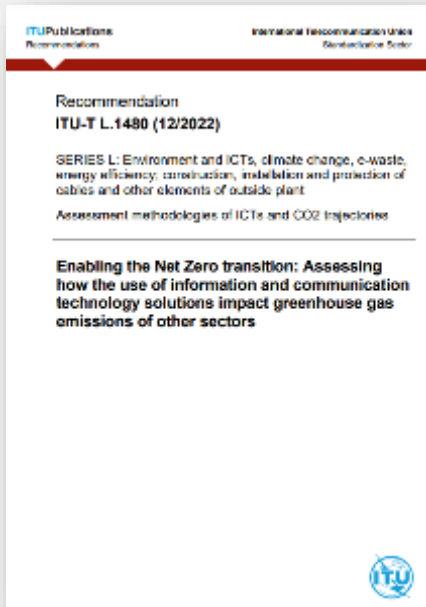 ITUPublications
International Telecommunication Union
Recommendations
Standardization Sector
Recommendation
ITU-T L.1480 (12/2022)
SERIES L: Environment and ICTs, climate change, e-waste,
energy efficiency; construction, installation and protection of
cables and other elements of outside plant
Assessment methodologies of ICTs and CO2 trajectories
Enabling the Net Zero transition: Assessing
how the use of information and communication
technology solutions impact greenhouse gas
emissions of other sectors
ITU